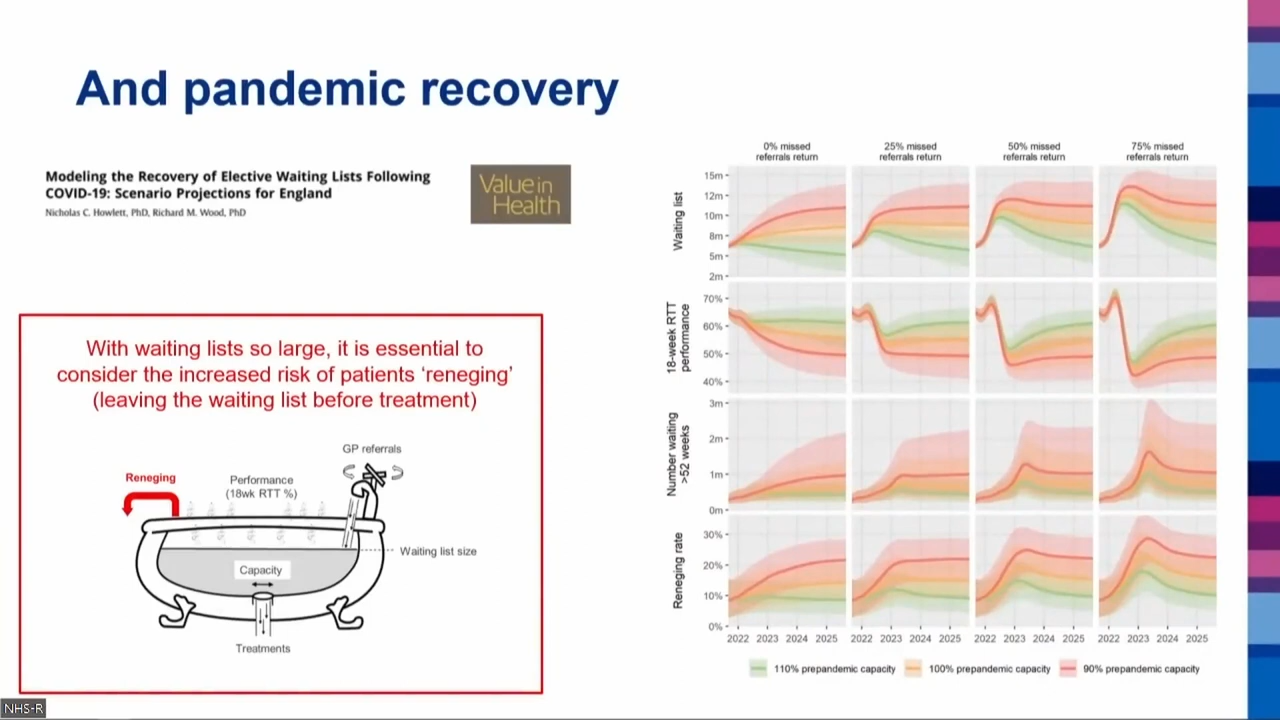 And pandemic recovery
Modeling the Recovery of Elective Waiting Lists Following
COVID-19: Scenario Projections for England
Nicholas C. Howlett, PhD, Richard M. Wood, PhD
Value in
Health
With waiting lists so large, it is essential to
consider the increased risk of patients ‘reneging’
(leaving the waiting list before treatment)
GP referrals
Reneging
Performance
(18wk RTT %)
Waiting list size
Capacity
Treatments
0% missed
referrals return
25% missed
referrals return
50% missed
referrals return
75% missed
referrals return
Waiting list
15m
12m
10m
8m
5m
2m
18-week RTT
performance
70%
60%
50%
40%
Number waiting
>52 weeks
3m
2m
1m
0m
Reneging rate
30%
20%
10%
0%
2022 2023 2024 2025 2022 2023 2024 2025 2022 2023 2024 2025 2022 2023 2024 2025
110% prepandemic capacity 100% prepandemic capacity 90% prepandemic capacity
NHS-R